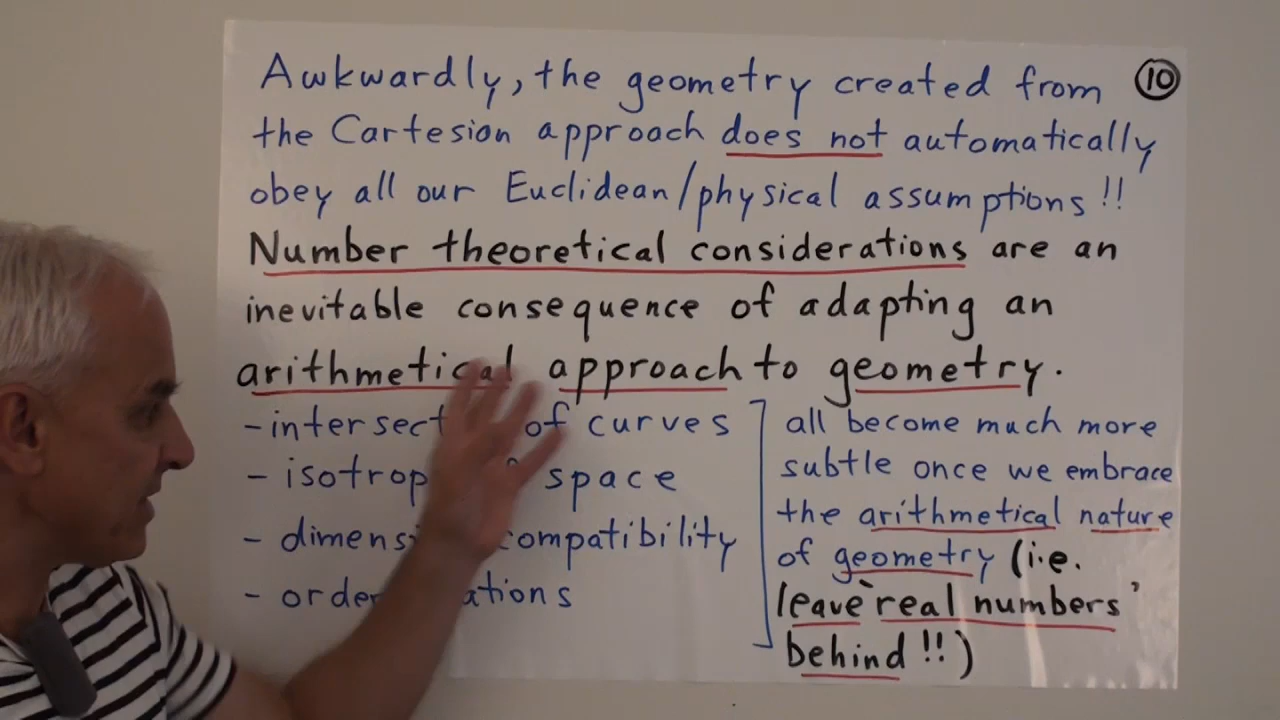 Awkwardly, the geometry created from 10
the Cartesian approach does not automatically
obey all our Euclidean/physical assumptions!!
Number theoretical considerations are an
inevitable consequence of adapting an
arithmetical approach to geometry.
- intersect of curves
- isotrop space
- dimensi compatibility
- order ations
all become much more
subtle once we embrace
the arithmetical nature
of geometry (i.e.
leave 'real numbers'
behind!!)